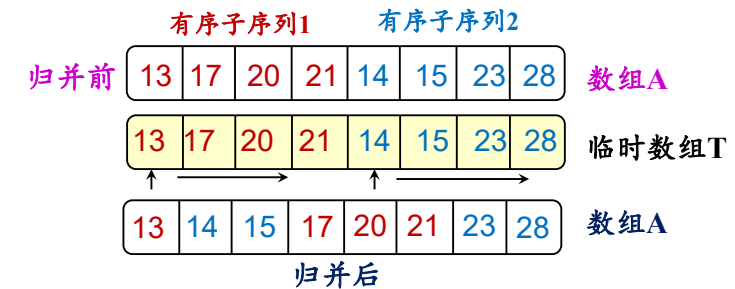 有序子序列1 有序子序列2
归并前 13 17 20 21 14 15 23 28 数组A
13 17 20 21 14 15 23 28 临时数组T
13 14 15 17 20 21 23 28 数组A
归并后